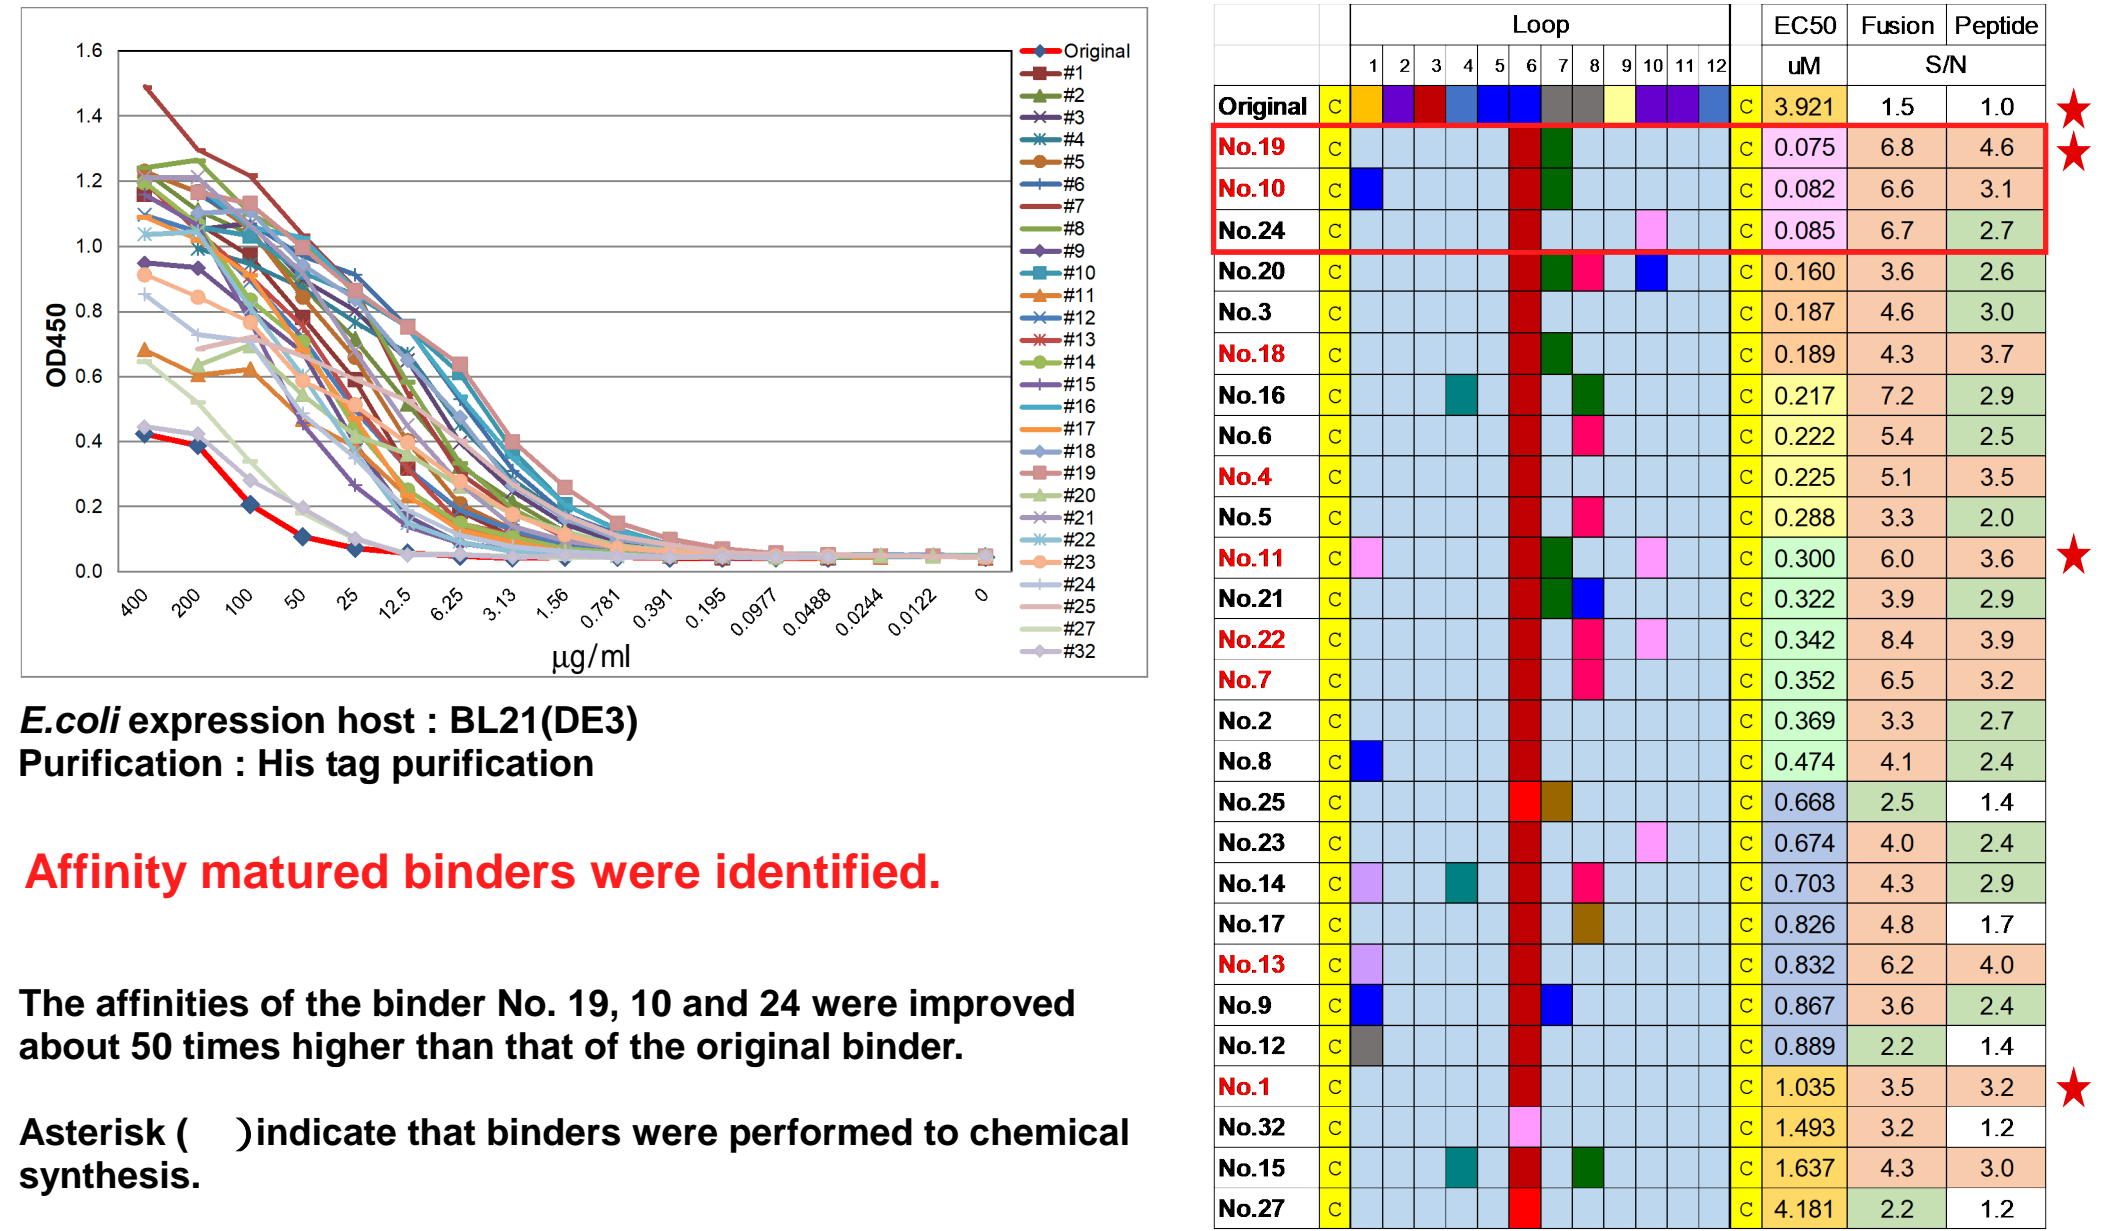 1.6
1.4
1.2
1.0
0.8
0.6
0.4
0.2
0.0
OD450
400 200 100 50 25 12.5 6.25 3.13 1.56 0.781 0.391 0.195 0.0977 0.0488 0.0244 0.0122 0
μg/ml
Original
#1
#2
#3
#4
#5
#6
#7
#8
#9
#10
#11
#12
#13
#14
#15
#16
#17
#18
#19
#20
#21
#22
#23
#24
#25
#27
#32
E.coli expression host : BL21(DE3)
Purification : His tag purification
Affinity matured binders were identified.
The affinities of the binder No. 19, 10 and 24 were improved
about 50 times higher than that of the original binder.
Asterisk ( )indicate that binders were performed to chemical
synthesis.
Loop EC50 Fusion Peptide
1 2 3 4 5 6 7 8 9 10 11 12 uM S/N
Original C C 3.921 1.5 1.0
No.19 C C 0.075 6.8 4.6
No.10 C C 0.082 6.6 3.1
No.24 C C 0.085 6.7 2.7
No.20 C C 0.160 3.6 2.6
No.3 C C 0.187 4.6 3.0
No.18 C C 0.189 4.3 3.7
No.16 C C 0.217 7.2 2.9
No.6 C C 0.222 5.4 2.5
No.4 C C 0.225 5.1 3.5
No.5 C C 0.288 3.3 2.0
No.11 C C 0.300 6.0 3.6
No.21 C C 0.322 3.9 2.9
No.22 C C 0.342 8.4 3.9
No.7 C C 0.352 6.5 3.2
No.2 C C 0.369 3.3 2.7
No.8 C C 0.474 4.1 2.4
No.25 C C 0.668 2.5 1.4
No.23 C C 0.674 4.0 2.4
No.14 C C 0.703 4.3 2.9
No.17 C C 0.826 4.8 1.7
No.13 C C 0.832 6.2 4.0
No.9 C C 0.867 3.6 2.4
No.12 C C 0.889 2.2 1.4
No.1 C C 1.035 3.5 3.2
No.32 C C 1.493 3.2 1.2
No.15 C C 1.637 4.3 3.0
No.27 C C 4.181 2.2 1.2